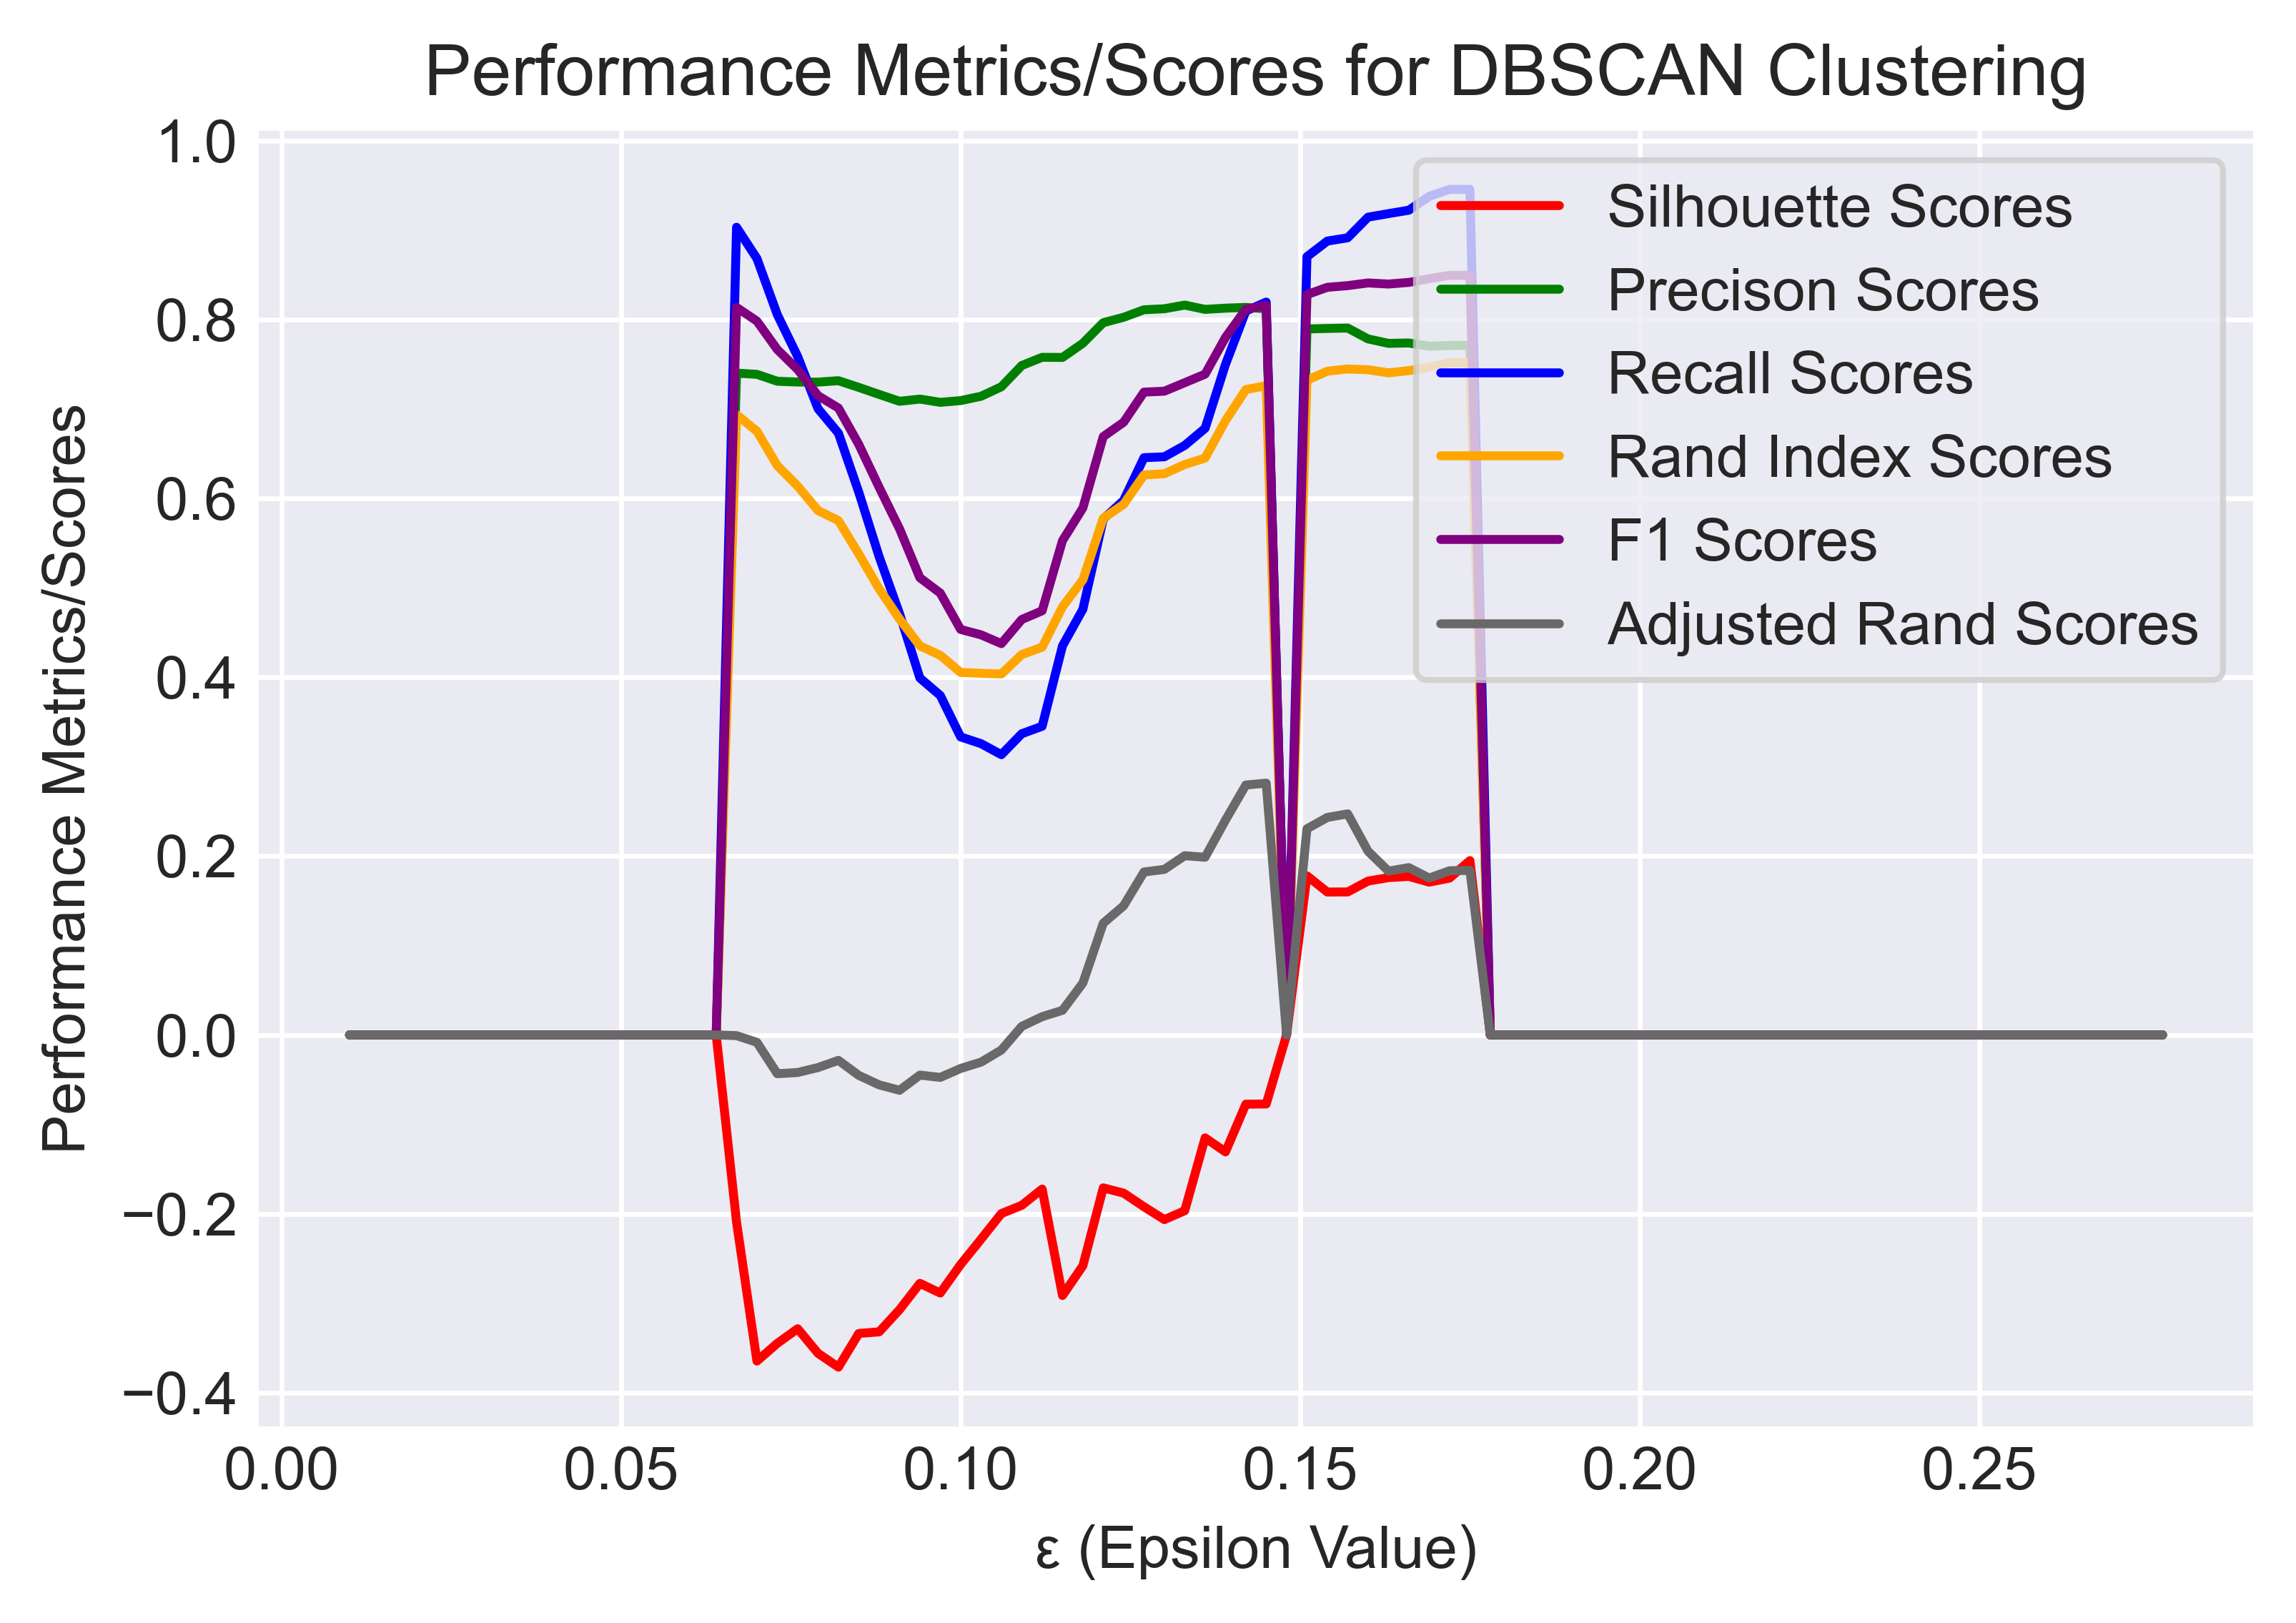 Performance Metrics/Scores for DBSCAN Clustering
1.0
0.8
0.6
0.4
0.2
0.0
−0.2
−0.4
Performance Metrics/Scores
Silhouette Scores
Precison Scores
Recall Scores
Rand Index Scores
F1 Scores
Adjusted Rand Scores
0.00 0.05 0.10 0.15 0.20 0.25
ε (Epsilon Value)